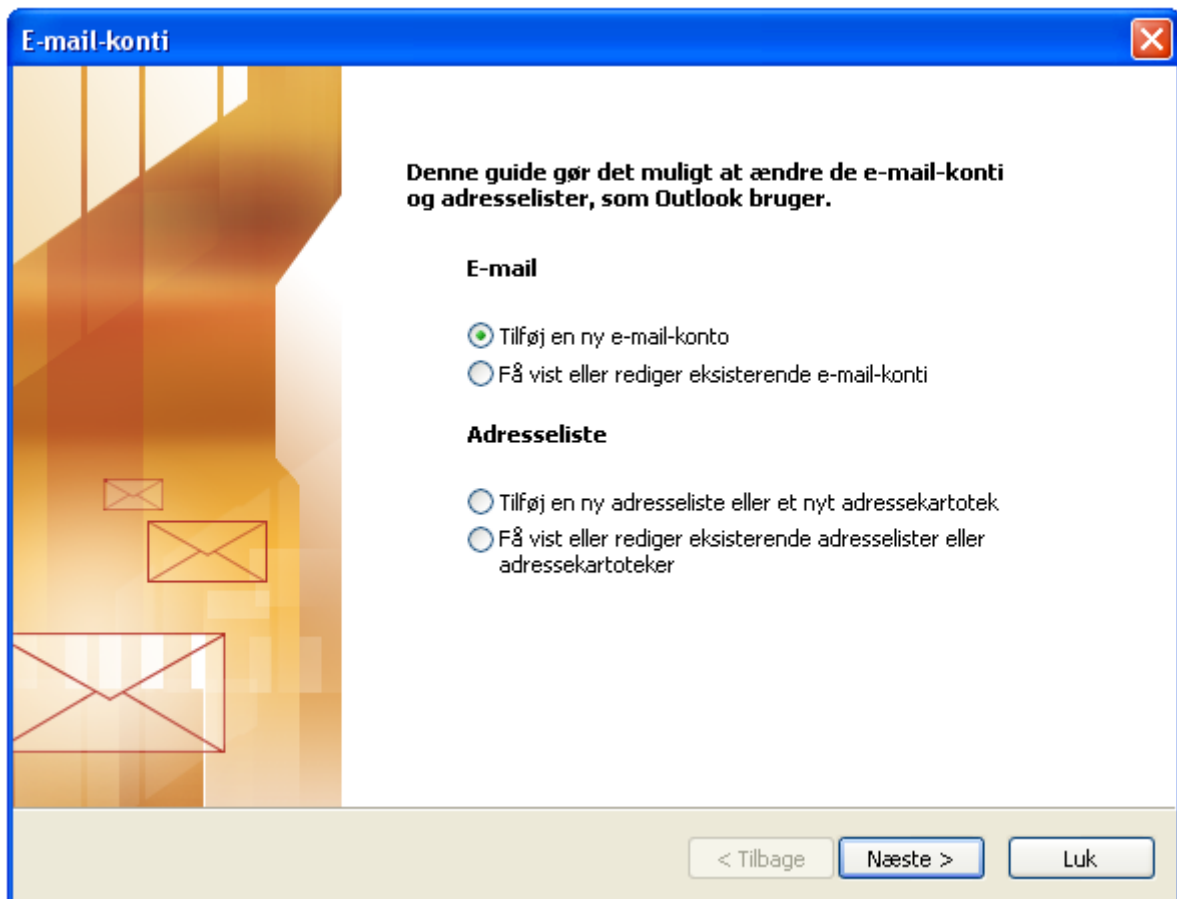 E-mail-konti
Denne guide gør det muligt at ændre de e-mail-konti
og adresselister, som Outlook bruger.
E-mail
Tilføj en ny e-mail-konto
Få vist eller rediger eksisterende e-mail-konti
Adresseliste
Tilføj en ny adresseliste eller et nyt adressekartotek
Få vist eller rediger eksisterende adresselister eller
adressekartoteker
< Tilbage
Næste >
Luk